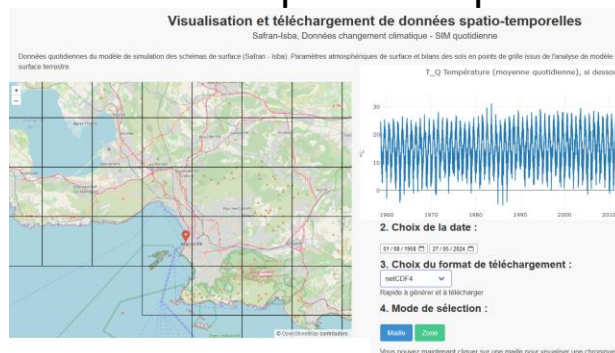 Visualisation et téléchargement de données spatio-temporelles
Safran-Isba, Données changement climatique - SIM quotidienne
Données quotidiennes du modèle de simulation des schémas de surface (Safran - Isba). Paramètres atmosphériques de surface et bilans des sols en points de grille issus de l'analyse de modèle
surface terrestre
T_Q Température (moyenne quotidienne), si dessou
+
−
Marseille
© OpenStreetMap contributors
°C
30
20
10
0
1960 1970 1980 1990 2000 2010
2. Choix de la date :
01 / 08 / 1958 27 / 05 / 2024
3. Choix du format de téléchargement :
netCDF4
Rapide à générer et à télécharger
4. Mode de sélection :
Maille Zone
Vous pouvez maintenant cliquer sur une maille pour visualiser une chronique